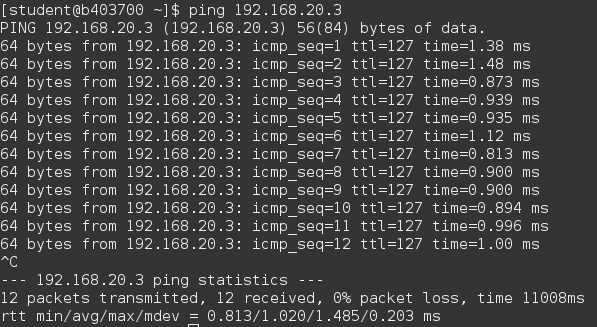 [student@b403700 ~]$ ping 192.168.20.3
PING 192.168.20.3 (192.168.20.3) 56(84) bytes of data.
64 bytes from 192.168.20.3: icmp_seq=1 ttl=127 time=1.38 ms
64 bytes from 192.168.20.3: icmp_seq=2 ttl=127 time=1.48 ms
64 bytes from 192.168.20.3: icmp_seq=3 ttl=127 time=0.873 ms
64 bytes from 192.168.20.3: icmp_seq=4 ttl=127 time=0.939 ms
64 bytes from 192.168.20.3: icmp_seq=5 ttl=127 time=0.935 ms
64 bytes from 192.168.20.3: icmp_seq=6 ttl=127 time=1.12 ms
64 bytes from 192.168.20.3: icmp_seq=7 ttl=127 time=0.813 ms
64 bytes from 192.168.20.3: icmp_seq=8 ttl=127 time=0.900 ms
64 bytes from 192.168.20.3: icmp_seq=9 ttl=127 time=0.900 ms
64 bytes from 192.168.20.3: icmp_seq=10 ttl=127 time=0.894 ms
64 bytes from 192.168.20.3: icmp_seq=11 ttl=127 time=0.996 ms
64 bytes from 192.168.20.3: icmp_seq=12 ttl=127 time=1.00 ms
^C
--- 192.168.20.3 ping statistics ---
12 packets transmitted, 12 received, 0% packet loss, time 11008ms
rtt min/avg/max/mdev = 0.813/1.020/1.485/0.203 ms